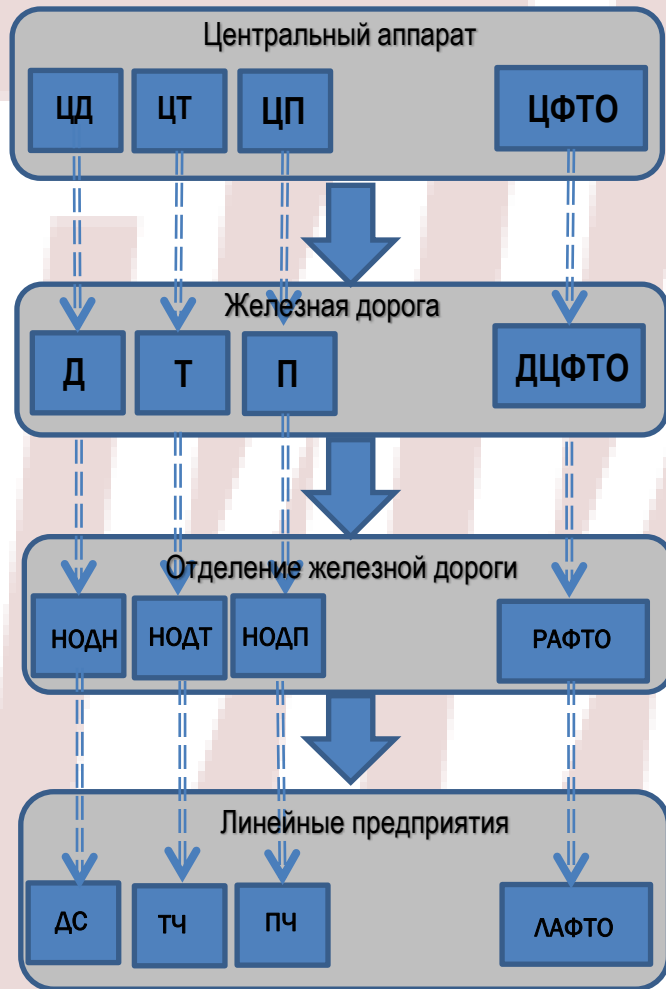 Центральный аппарат
ЦД ЦТ ЦП ЦФТО
Железная дорога
Д Т П ДЦФТО
Отделение железной дороги
НОДН НОДТ НОДП РАФТО
Линейные предприятия
ДС ТЧ ПЧ ЛАФТО